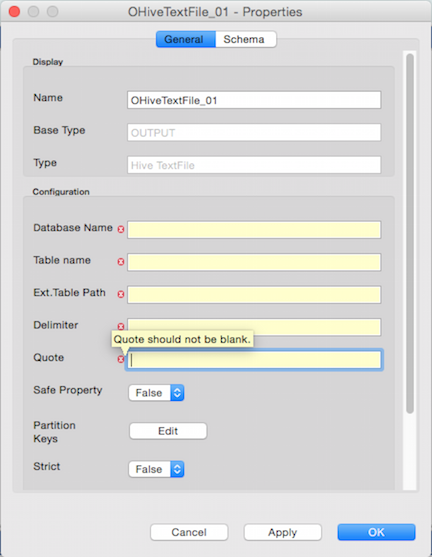 OHiveTextFile_01 - Properties
General Schema
Display
Name OHiveTextFile_01
Base Type OUTPUT
Type Hive TextFile
Configuration
Database Name
Table name
Ext.Table Path
Delimiter
Quote should not be blank.
Quote
Safe Property False
Partition
Keys
Edit
Strict False
Cancel Apply OK